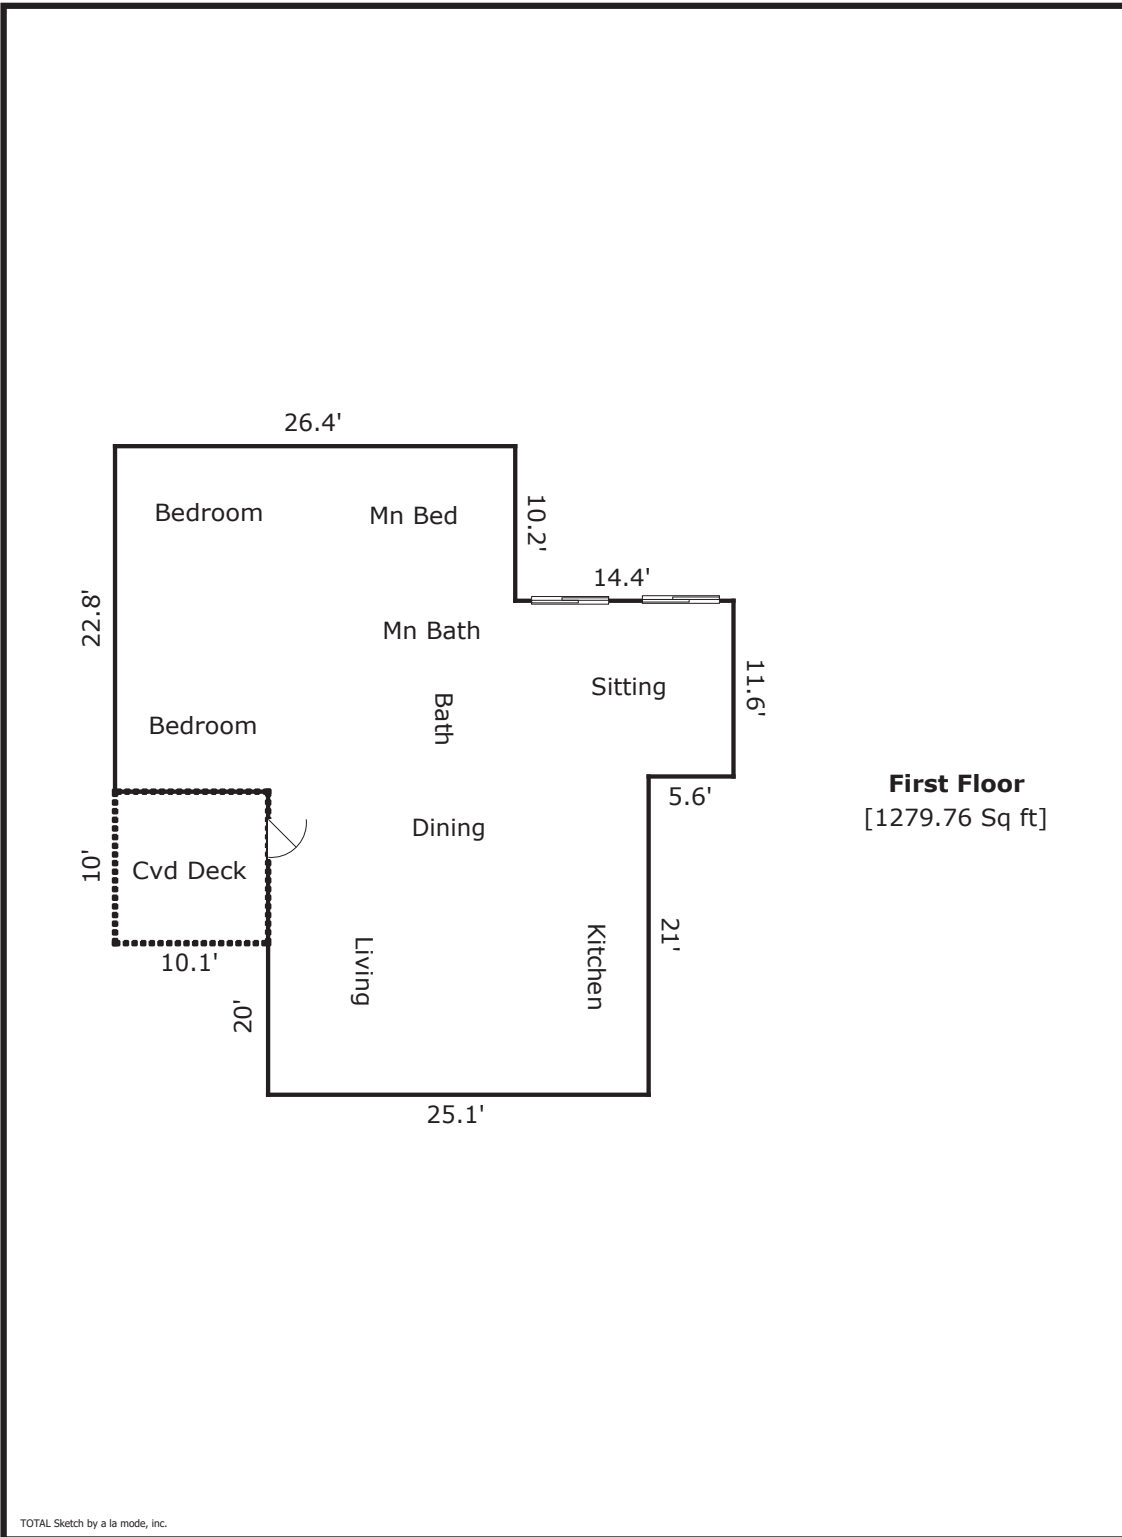 26.4'
Bedroom
Mn Bed
10.2'
14.4'
22.8'
Mn Bath
Sitting
11.6'
Bath
Bedroom
First Floor
5.6'
[1279.76 Sq ft]
Dining
10'
Cvd Deck
21'
Living
Kitchen
10.1'
20'
25.1'
TOTAL Sketch by a la mode, inc.